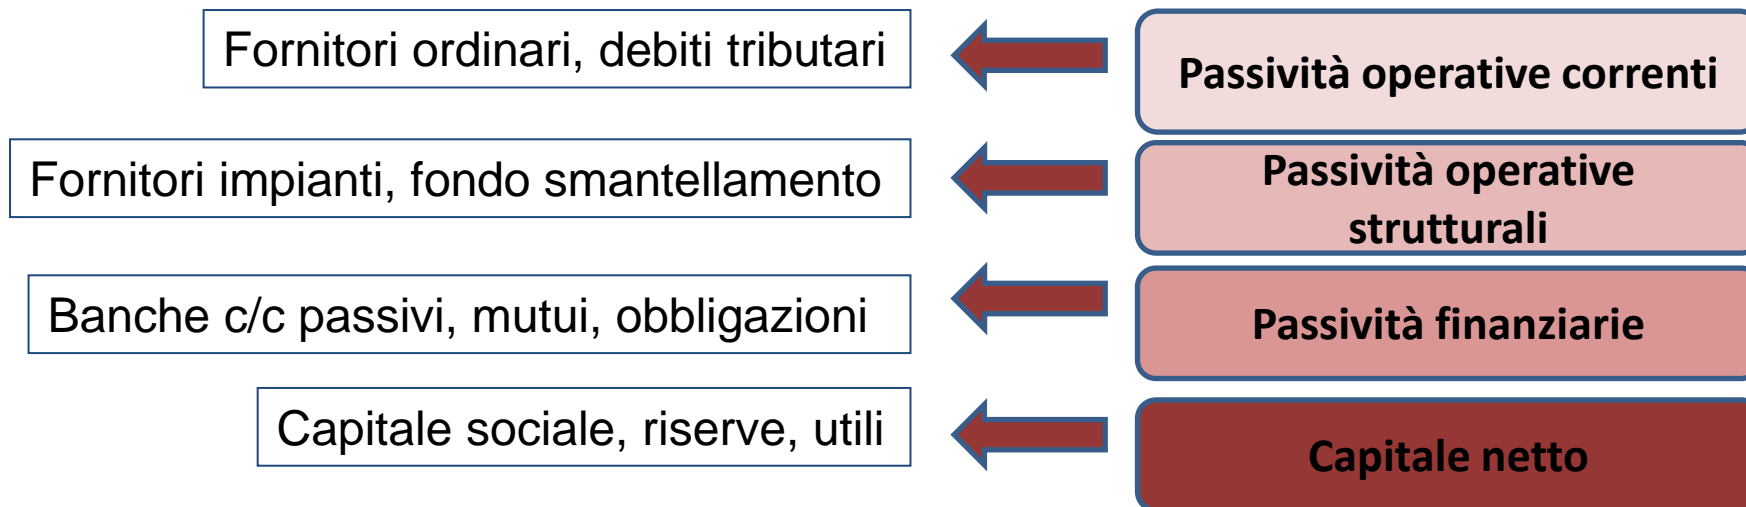 Fornitori ordinari, debiti tributari
Passività operative correnti
Fornitori impianti, fondo smantellamento
Passività operative
strutturali
Banche c/c passivi, mutui, obbligazioni
Passività finanziarie
Capitale sociale, riserve, utili
Capitale netto